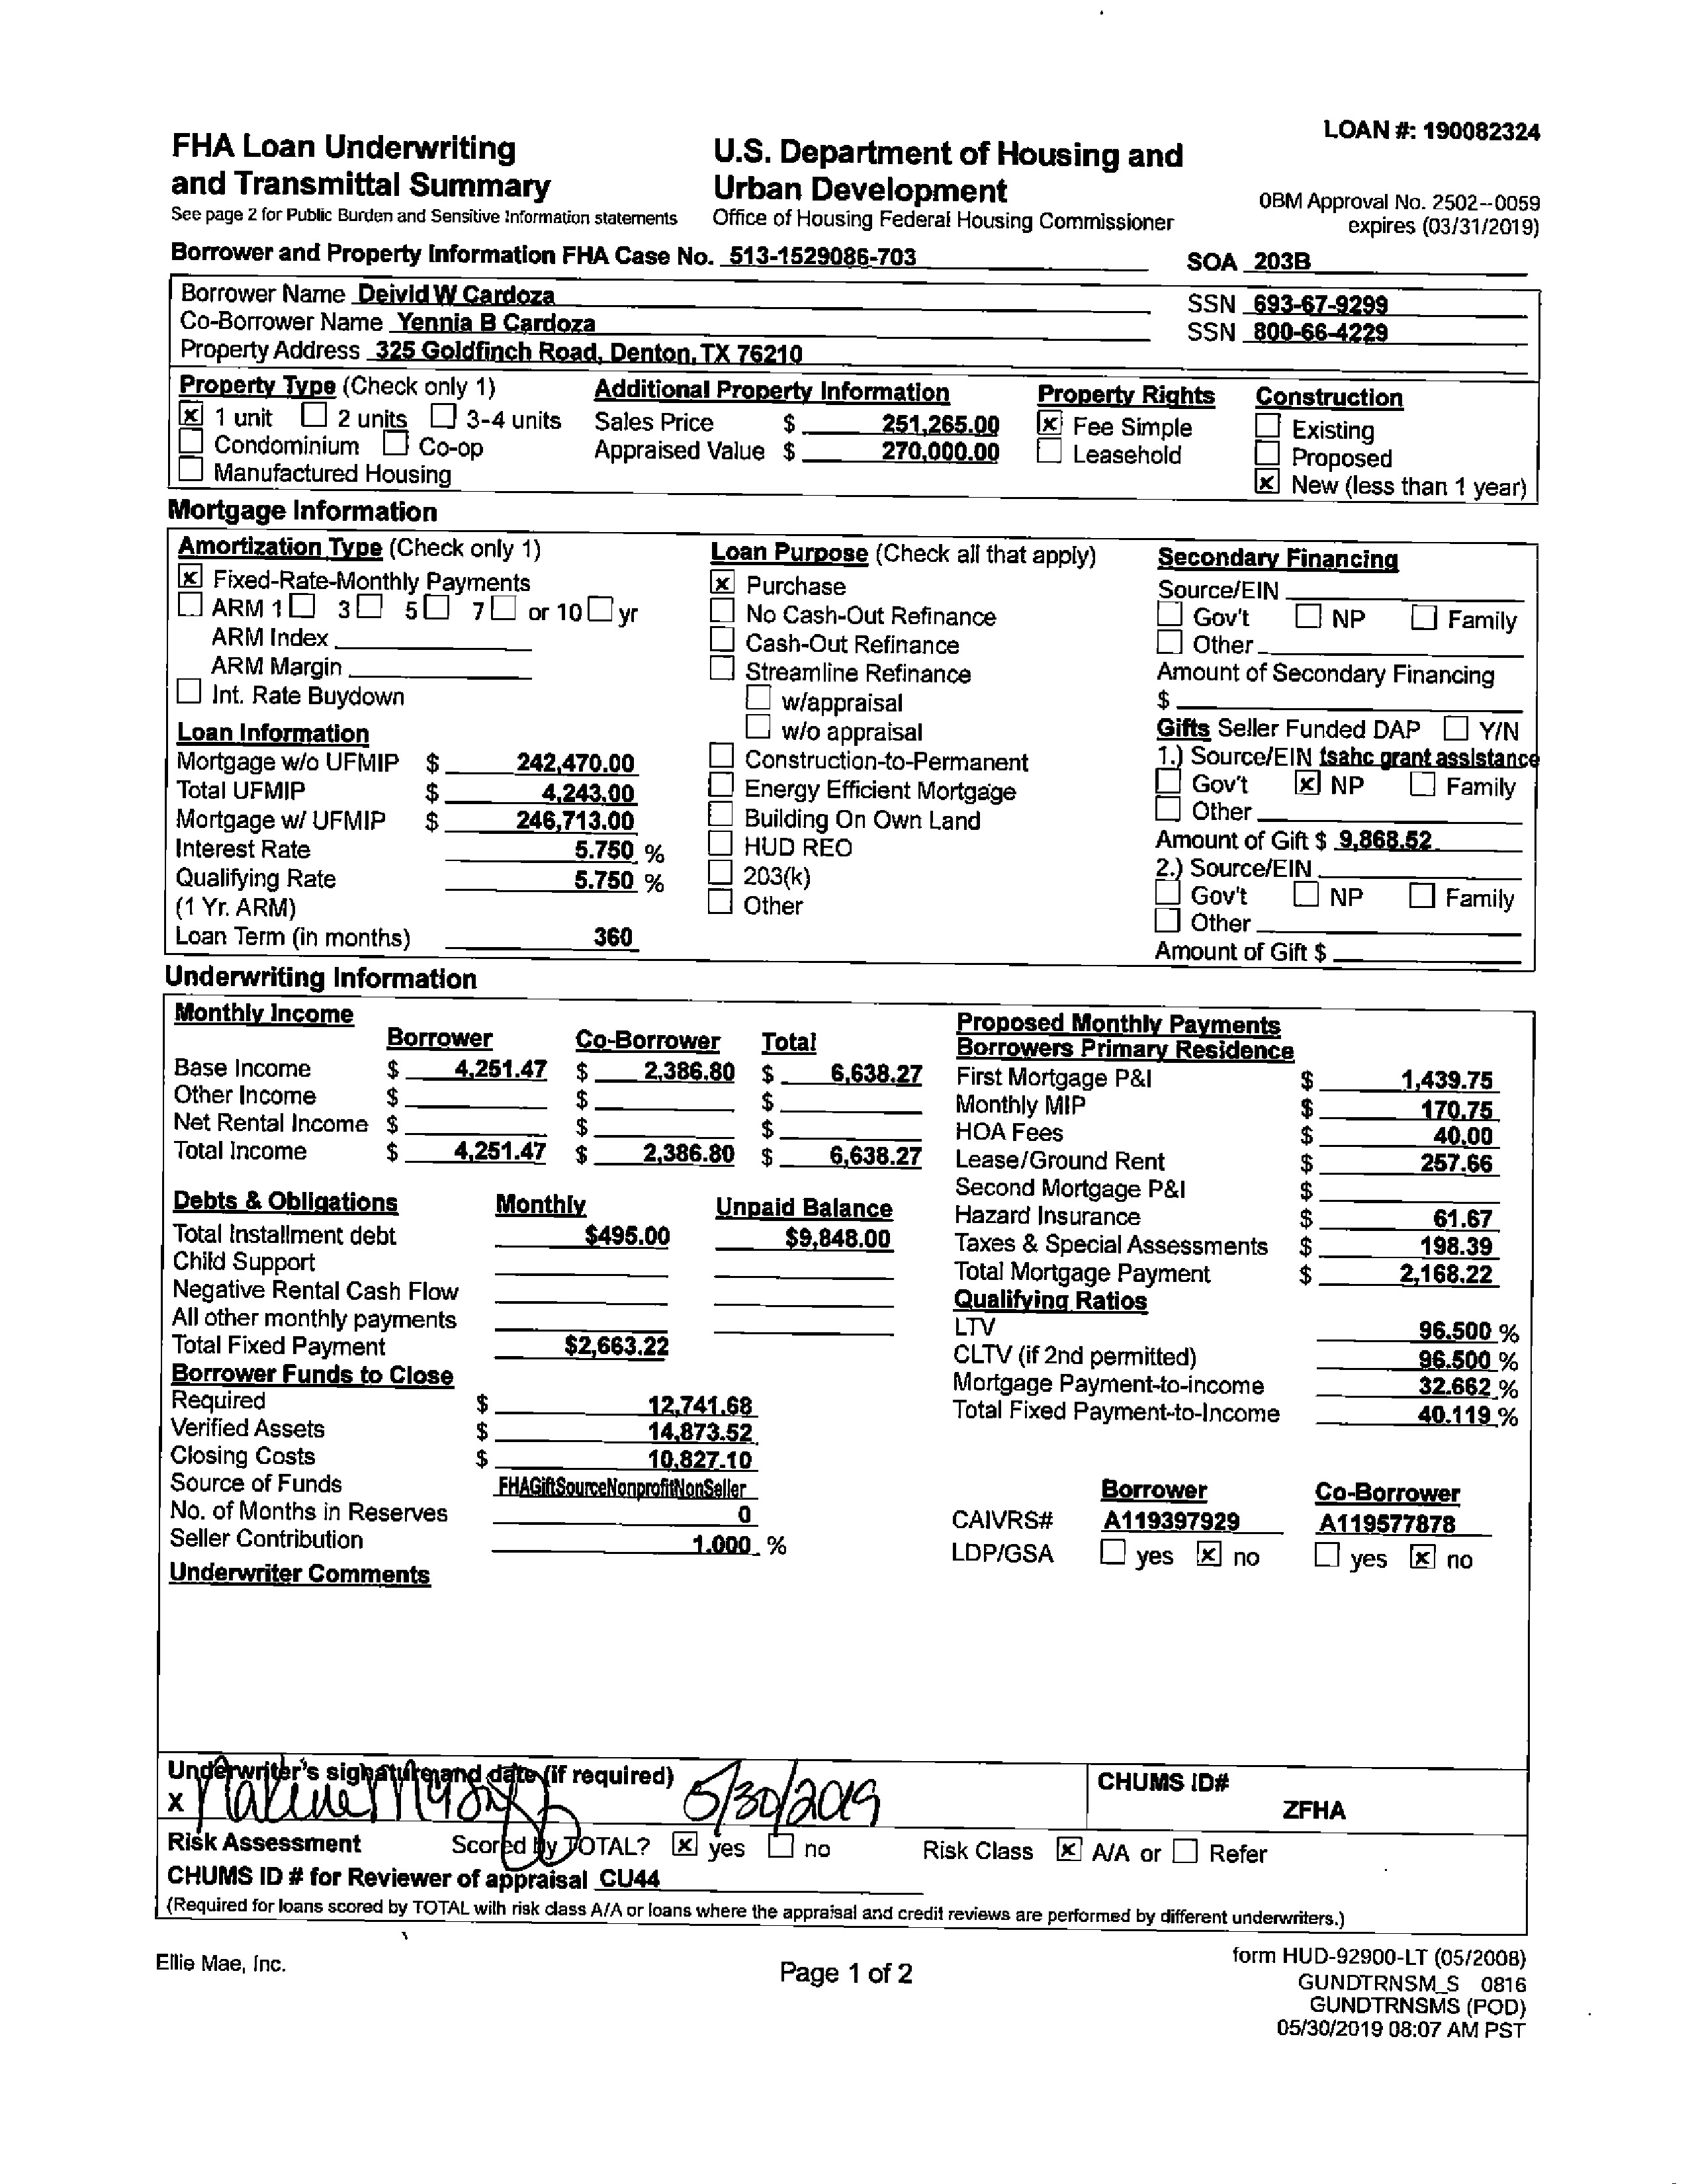 LOAN #: 190082324
FHA Loan Underwriting
and Transmittal Summary
See page 2 for Public Burden and Sensitive Information statements
U.S. Department of Housing and
Urban Development
Office of Housing Federal Housing Commissioner
OBM Approval No. 2502--0059
expires (03/31/2019)
Borrower and Property Information FHA Case No. 513-1529086-703
SOA 203B
Borrower Name Deivid W Cardoza
SSN 693-67-9299
Co-Borrower Name Yennia B Cardoza
SSN 800-66-4229
Property Address 325 Goldfinch Road, Denton, TX 76210
Property Type (Check only 1)
☒ 1 unit ☐ 2 units ☐ 3-4 units
☐ Condominium ☐ Co-op
☐ Manufactured Housing
Additional Property Information
Sales Price $ 251,265.00
Appraised Value $ 270,000.00
Property Rights
☒ Fee Simple
☐ Leasehold
Construction
☐ Existing
☐ Proposed
☒ New (less than 1 year)
Mortgage Information
Amortization Type (Check only 1)
☒ Fixed-Rate-Monthly Payments
☐ ARM 1☐ 3☐ 5☐ 7☐ or 10☐ yr
ARM Index
ARM Margin
☐ Int. Rate Buydown
Loan Information
Mortgage w/o UFMIP $ 242,470.00
Total UFMIP $ 4,243.00
Mortgage w/ UFMIP $ 246,713.00
Interest Rate 5.750 %
Qualifying Rate 5.750 %
(1 Yr. ARM)
Loan Term (in months) 360
Loan Purpose (Check all that apply)
☒ Purchase
☐ No Cash-Out Refinance
☐ Cash-Out Refinance
☐ Streamline Refinance
☐ w/appraisal
☐ w/o appraisal
☐ Construction-to-Permanent
☐ Energy Efficient Mortgage
☐ Building On Own Land
☐ HUD REO
☐ 203(k)
☐ Other
Secondary Financing
Source/EIN
☐ Gov't ☐ NP ☐ Family
☐ Other
Amount of Secondary Financing
$
Gifts Seller Funded DAP ☐ Y/N
1.) Source/EIN tsahc grant assistance
☐ Gov't ☒ NP ☐ Family
☐ Other
Amount of Gift $ 9,868.52
2.) Source/EIN
☐ Gov't ☐ NP ☐ Family
☐ Other
Amount of Gift $
Underwriting Information
Monthly Income
Borrower Co-Borrower Total
Base Income $ 4,251.47 $ 2,386.80 $ 6,638.27
Other Income $ $ $
Net Rental Income $ $ $
Total Income $ 4,251.47 $ 2,386.80 $ 6,638.27
Debts & Obligations Monthly Unpaid Balance
Total Installment debt $495.00 $9,848.00
Child Support
Negative Rental Cash Flow
All other monthly payments
Total Fixed Payment $2,663.22
Borrower Funds to Close
Required $ 12,741.68
Verified Assets $ 14,873.52
Closing Costs $ 10,827.10
Source of Funds FHAGiftSourceNonprofitNonSeller
No. of Months in Reserves 0
Seller Contribution 1.000 %
Underwriter Comments
Proposed Monthly Payments
Borrowers Primary Residence
First Mortgage P&I $ 1,439.75
Monthly MIP $ 170.75
HOA Fees $ 40.00
Lease/Ground Rent $ 257.66
Second Mortgage P&I $
Hazard Insurance $ 61.67
Taxes & Special Assessments $ 198.39
Total Mortgage Payment $ 2,168.22
Qualifying Ratios
LTV 96.500 %
CLTV (if 2nd permitted) 96.500 %
Mortgage Payment-to-income 32.662 %
Total Fixed Payment-to-Income 40.119 %
Borrower Co-Borrower
CAIVRS# A119397929 A119577878
LDP/GSA ☐ yes ☒ no ☐ yes ☒ no
Underwriter's signature and date (if required)
X 5/30/2019
CHUMS ID#
ZFHA
Risk Assessment Scored by TOTAL? ☒ yes ☐ no Risk Class ☒ A/A or ☐ Refer
CHUMS ID # for Reviewer of appraisal CU44
(Required for loans scored by TOTAL with risk class A/A or loans where the appraisal and credit reviews are performed by different underwriters.)
Ellie Mae, Inc.
Page 1 of 2
form HUD-92900-LT (05/2008)
GUNDTRNSM_S 0816
GUNDTRNSMS (POD)
05/30/2019 08:07 AM PST